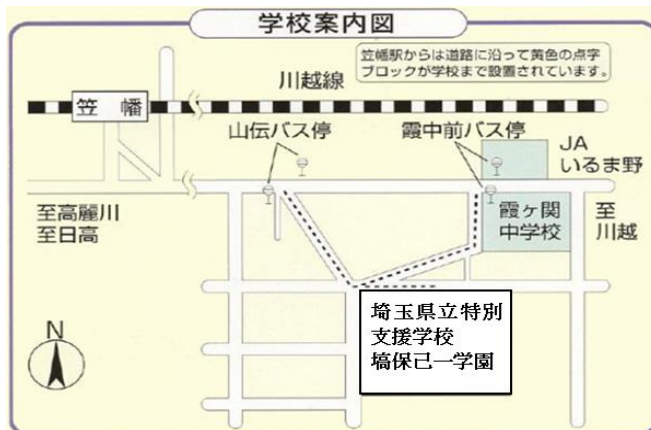 学校案内図
笠幡駅からは道路に沿って黄色の点字
ブロックが学校まで設置されています。
川越線
笠幡
山伝バス停
霞中前バス停
JA
いるま野
至高麗川
至日高
霞ヶ関
中学校
至
川越
埼玉県立特別
支援学校
塙保己一学園
N